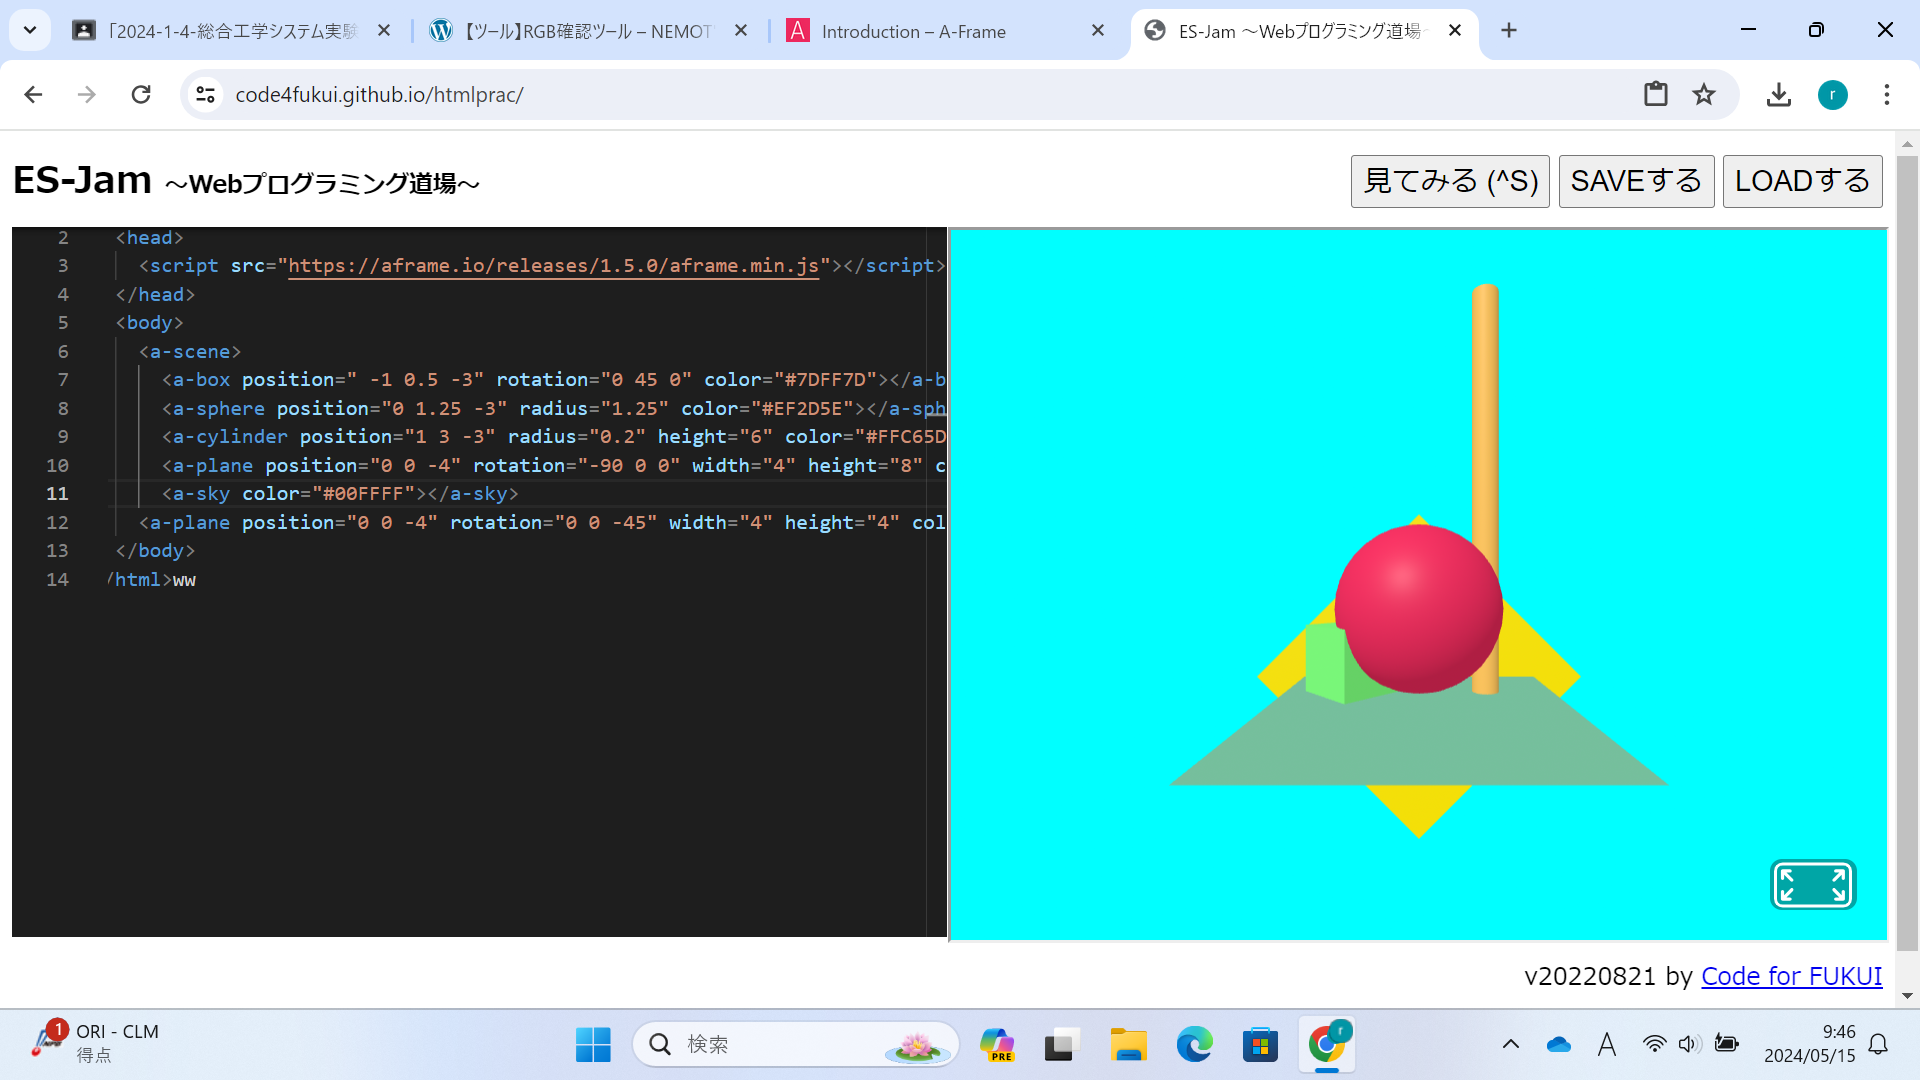 「2024-1-4-総合工学システム実験
【ツール】RGB確認ツール – NEMOT
Introduction – A-Frame
ES-Jam ～Webプログラミング道場～
code4fukui.github.io/htmlprac/
r
ES-Jam ～Webプログラミング道場～
見てみる (^S)
SAVEする
LOADする
2 <head>
3 <script src="https://aframe.io/releases/1.5.0/aframe.min.js"></script>
4 </head>
5 <body>
6 <a-scene>
7 <a-box position=" -1 0.5 -3" rotation="0 45 0" color="#7DFF7D"></a-b
8 <a-sphere position="0 1.25 -3" radius="1.25" color="#EF2D5E"></a-sph
9 <a-cylinder position="1 3 -3" radius="0.2" height="6" color="#FFC65D
10 <a-plane position="0 0 -4" rotation="-90 0 0" width="4" height="8" c
11 <a-sky color="#00FFFF"></a-sky>
12 <a-plane position="0 0 -4" rotation="0 0 -45" width="4" height="4" col
13 </body>
14 /html>ww
v20220821 by Code for FUKUI
1
ORI - CLM
得点
検索
PRE
r
A
9:46
2024/05/15